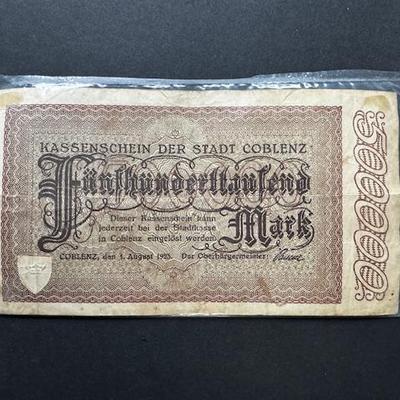 KASSENSCHEIN DER STADT COBLENZ
Fünfhunderttausend
Mark
Dieser Kassenschein kann
jederzeit bei der Stadtkasse
in Coblenz eingelöst werden
COBLENZ, den 1. August 1923. Der Oberbürgermeister:
500000